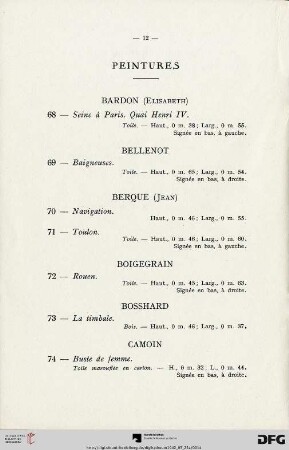 — 12 —
PEINTURES
BARDON (Elisabeth)
68 — Seine à Paris. Quai Henri IV.
Toile. — Haut., 0 m. 38; Larg., 0 m. 55.
Signée en bas, à gauche.
BELLENOT
69 — Baigneuses.
Toile. — Haut., 0 m. 65; Larg., 0 m. 54.
Signée en bas, à droite.
BERQUE (Jean)
70 — Navigation.
Haut., 0 m. 46; Larg., 0 m. 55.
71 — Toulon.
Toile. — Haut., 0 m. 48; Larg., 0 m. 60.
Signée en bas, à gauche.
BOIGEGRAIN
72 — Rouen.
Toile. — Haut., 0 m. 45; Larg., 0 m. 63.
Signée en bas, à droite.
BOSSHARD
73 — La timbale.
Bois. — Haut., 0 m. 46; Larg., 0 m. 37.
CAMOIN
74 — Buste de femme.
Toile marouflée en carton. — H., 0 m. 32; L., 0 m. 44.
Signée en bas, à droite.
DFG